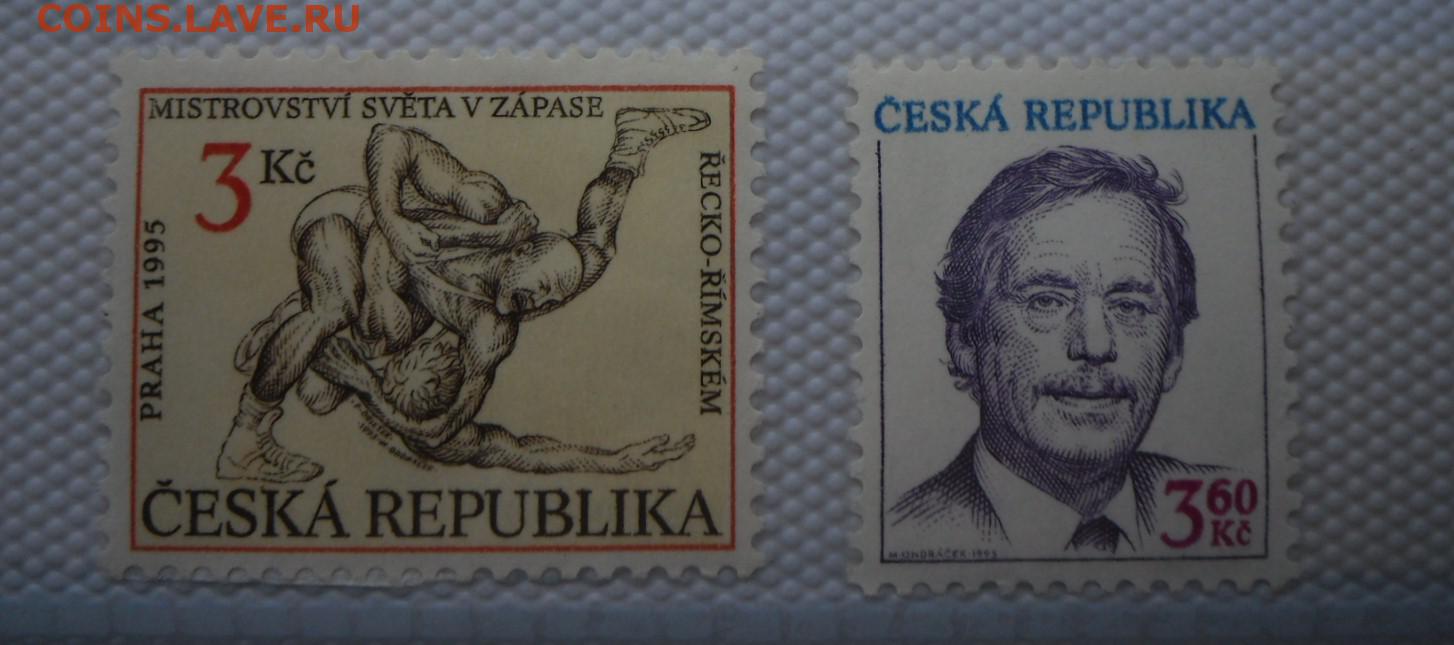 COINS.LAVE.RU
MISTROVSTVÍ SVĚTA V ZÁPASE
3 Kč
ŘECKO-ŘÍMSKÉM
PRAHA 1995
ČESKÁ REPUBLIKA
ČESKÁ REPUBLIKA
3 60 Kč
M·ONDRÁČEK·1995